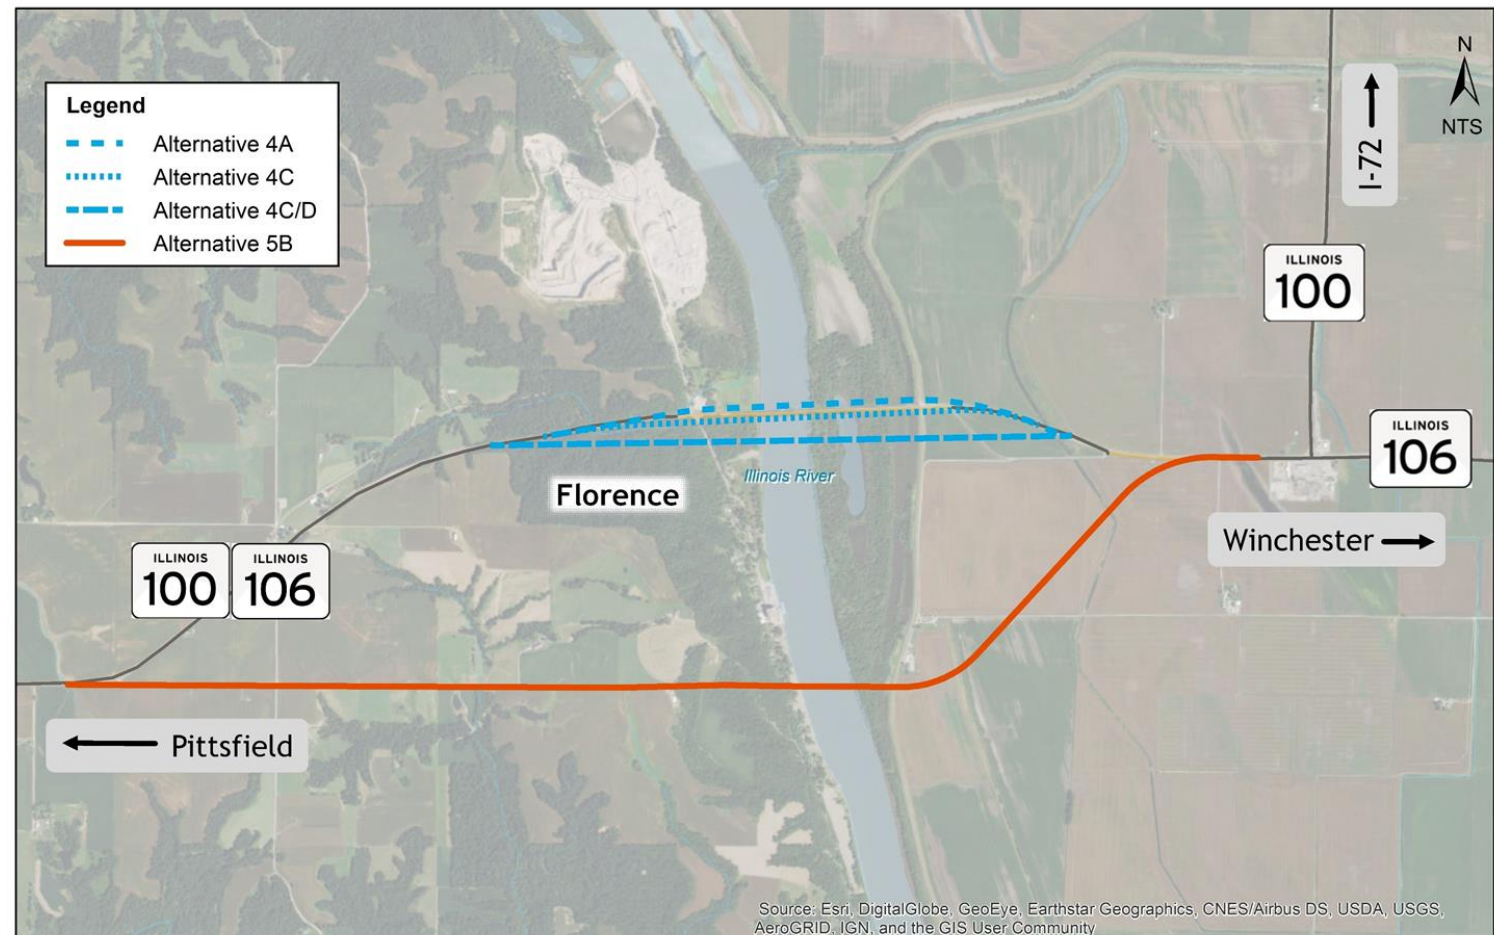 Legend
Alternative 4A
Alternative 4C
Alternative 4C/D
Alternative 5B
N
NTS
I-72
ILLINOIS
100
ILLINOIS
106
Illinois River
Florence
Winchester
ILLINOIS
100
ILLINOIS
106
Pittsfield
Source: Esri, DigitalGlobe, GeoEye, Earthstar Geographics, CNES/Airbus DS, USDA, USGS,
AeroGRID, IGN, and the GIS User Community